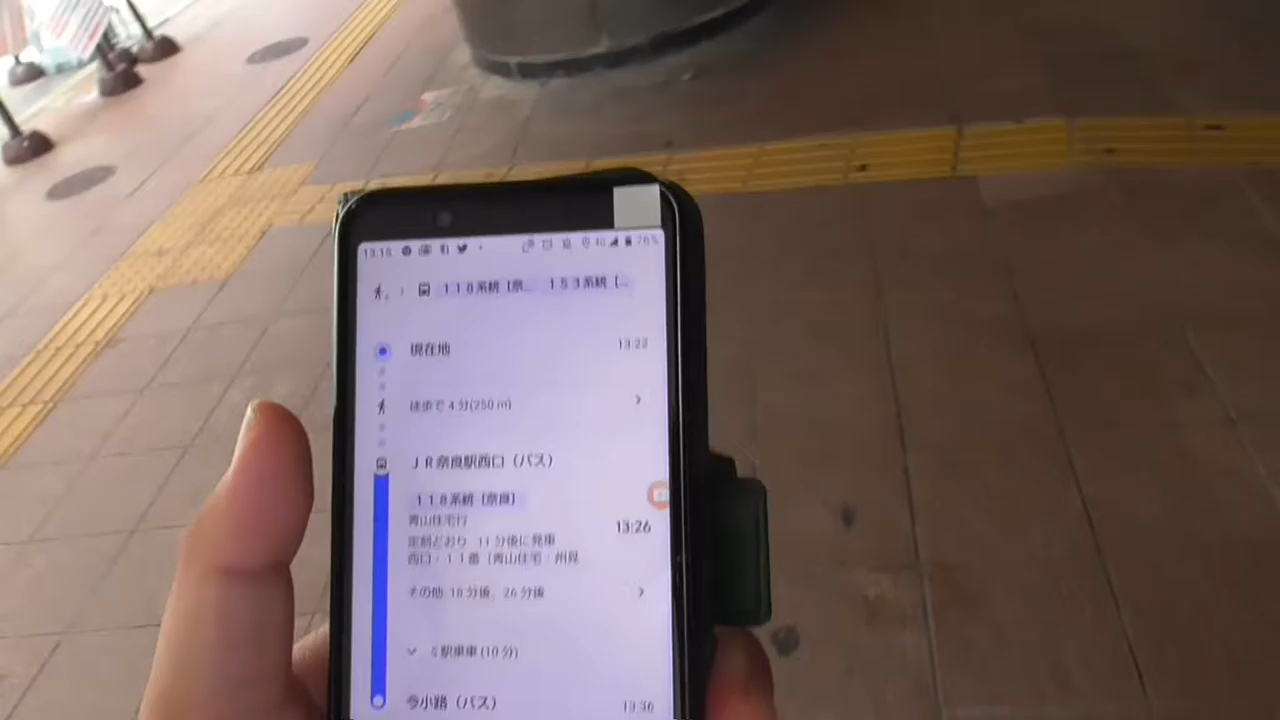 13:15 76%
118系統【奈… 153系統【…
現在地 13:22
徒歩で 4 分(250 m)
JR奈良駅西口（バス）
118系統【奈良】
青山住宅行
定刻どおり 11 分後に発車 13:26
西口・11番（青山住宅・州見
その他 18 分後、26 分後
5 駅乗車 (10 分)
今小路（バス） 13:36